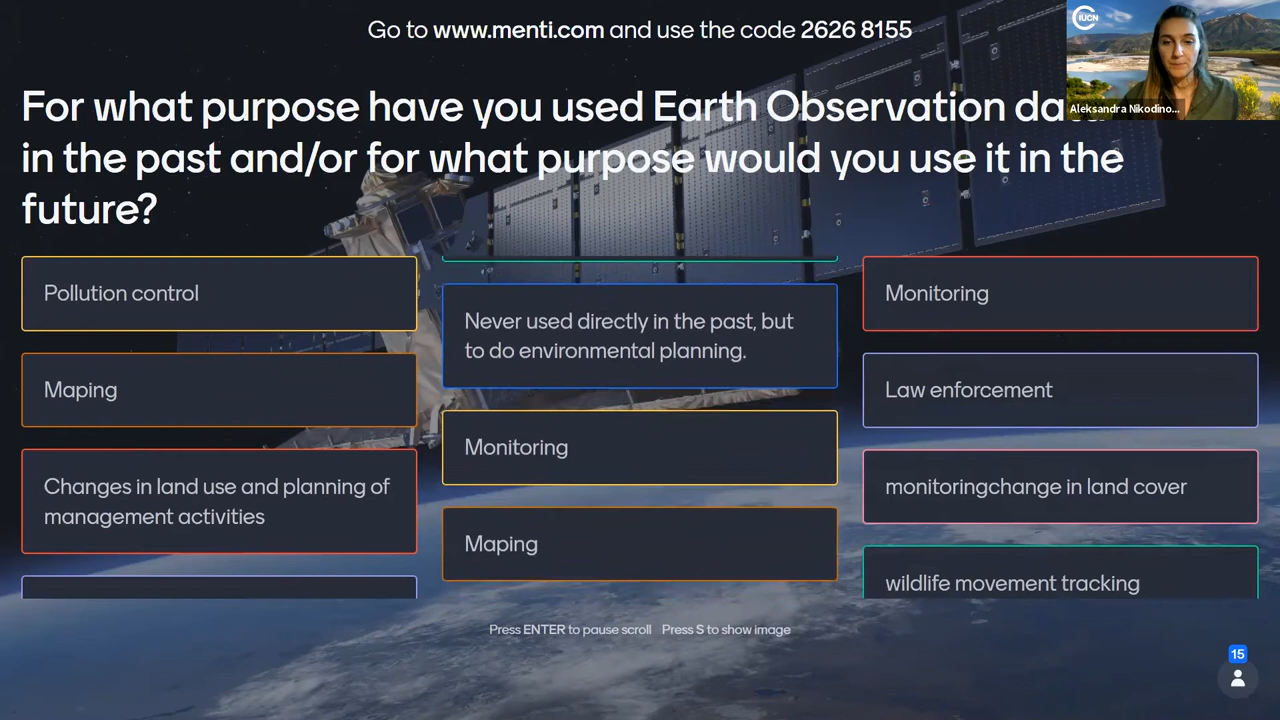 Go to www.menti.com and use the code 2626 8155
IUCN
Aleksandra Nikodino...
For what purpose have you used Earth Observation
in the past and/or for what purpose would you use it in the
future?
Pollution control
Maping
Changes in land use and planning of
management activities
Never used directly in the past, but
to do environmental planning.
Monitoring
Maping
Monitoring
Law enforcement
monitoringchange in land cover
wildlife movement tracking
Press ENTER to pause scroll Press S to show image
15